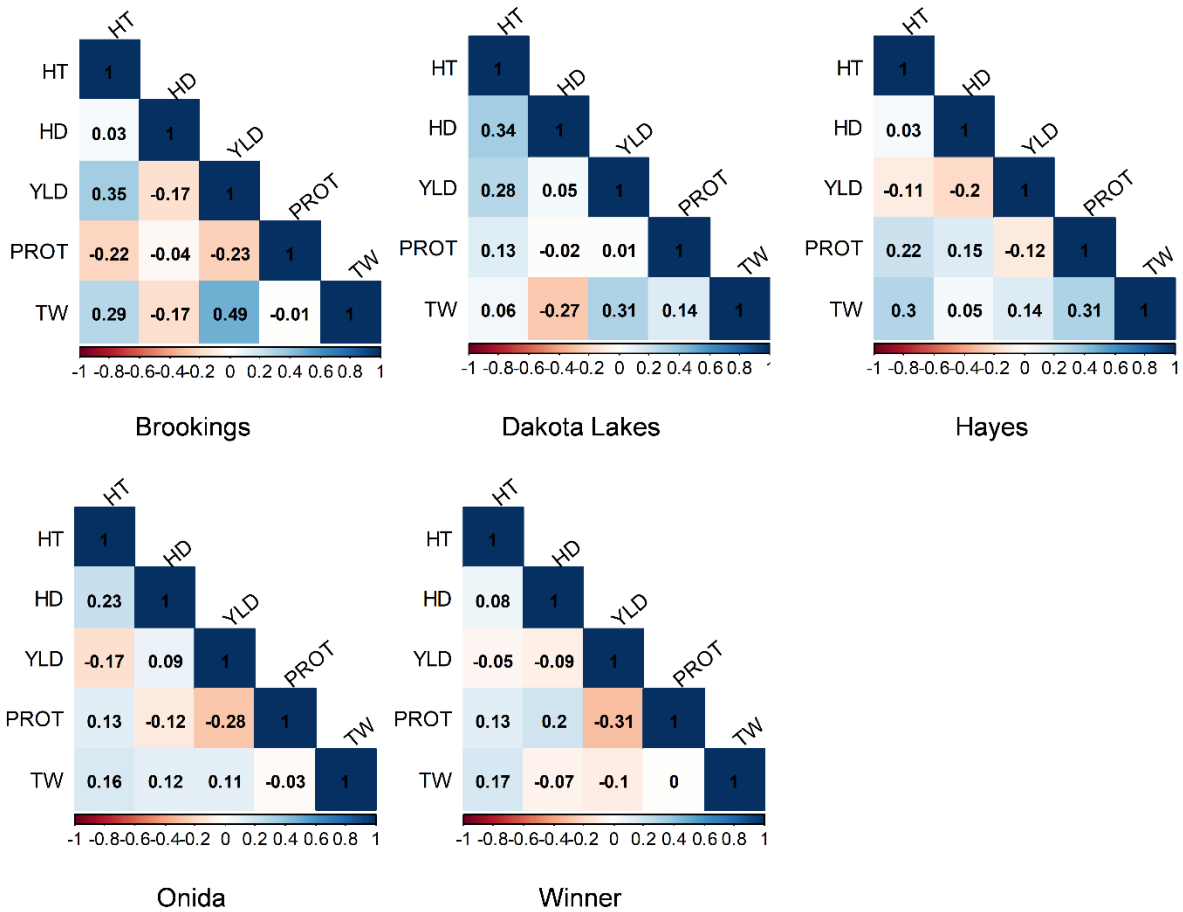 HT
HT 1
HD
HD 0.03 1
YLD
YLD 0.35 -0.17 1
PROT
PROT -0.22 -0.04 -0.23 1
TW
TW 0.29 -0.17 0.49 -0.01 1
-1 -0.8 -0.6 -0.4 -0.2 0 0.2 0.4 0.6 0.8 1
Brookings
HT
HT 1
HD
HD 0.34 1
YLD
YLD 0.28 0.05 1
PROT
PROT 0.13 -0.02 0.01 1
TW
TW 0.06 -0.27 0.31 0.14 1
-1 -0.8 -0.6 -0.4 -0.2 0 0.2 0.4 0.6 0.8
Dakota Lakes
HT
HT 1
HD
HD 0.03 1
YLD
YLD -0.11 -0.2 1
PROT
PROT 0.22 0.15 -0.12 1
TW
TW 0.3 0.05 0.14 0.31 1
-1 -0.8 -0.6 -0.4 -0.2 0 0.2 0.4 0.6 0.8 1
Hayes
HT
HT 1
HD
HD 0.23 1
YLD
YLD -0.17 0.09 1
PROT
PROT 0.13 -0.12 -0.28 1
TW
TW 0.16 0.12 0.11 -0.03 1
-1 -0.8 -0.6 -0.4 -0.2 0 0.2 0.4 0.6 0.8 1
Onida
HT
HT 1
HD
HD 0.08 1
YLD
YLD -0.05 -0.09 1
PROT
PROT 0.13 0.2 -0.31 1
TW
TW 0.17 -0.07 -0.1 0 1
-1 -0.8 -0.6 -0.4 -0.2 0 0.2 0.4 0.6 0.8 1
Winner